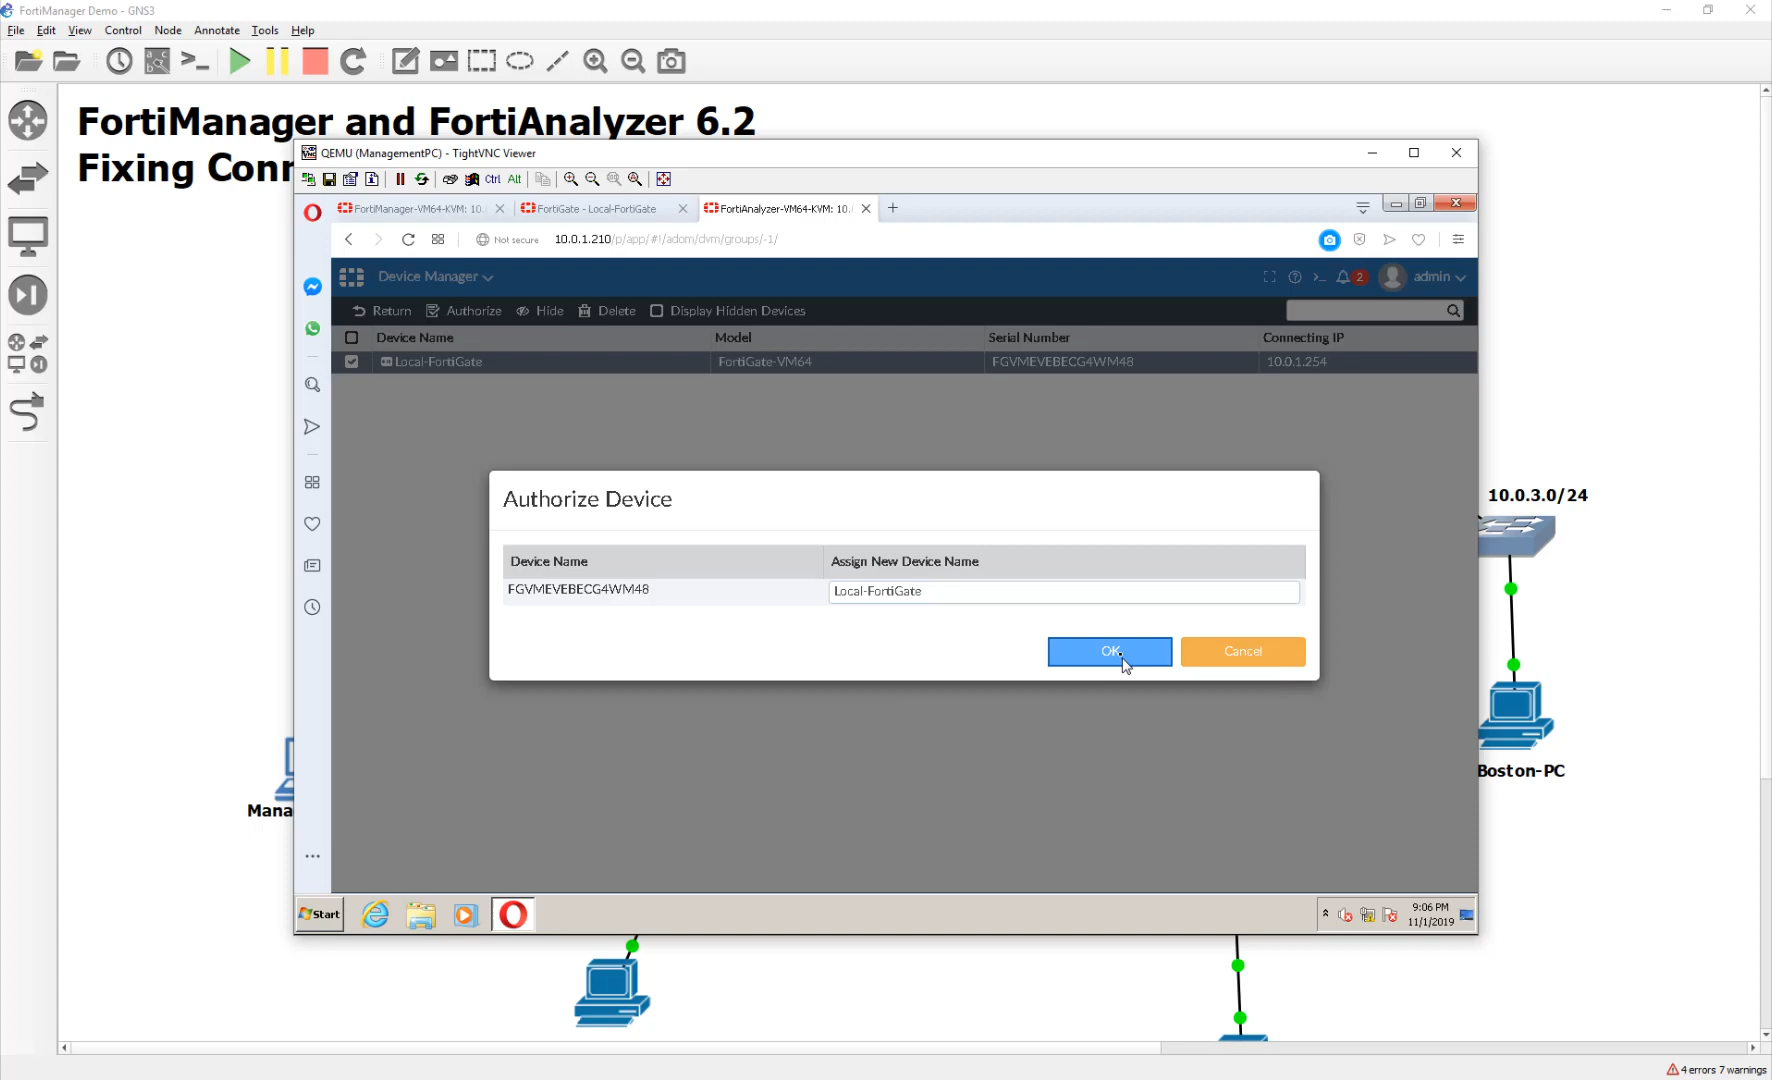 FortiManager Demo - GNS3
File Edit View Control Node Annotate Tools Help
FortiManager and FortiAnalyzer 6.2
Fixing Conn
QEMU (ManagementPC) - TightVNC Viewer
Ctrl Alt
FortiManager-VM64-KVM: 10. FortiGate - Local-FortiGate FortiAnalyzer-VM64-KVM: 10.
Not secure 10.0.1.210/p/app/#!/adom/dvm/groups/-1/
Device Manager 2 admin
Return Authorize Hide Delete Display Hidden Devices
Device Name Model Serial Number Connecting IP
Local-FortiGate FortiGate-VM64 FGVMEVEBECG4WM48 10.0.1.254
Authorize Device
Device Name Assign New Device Name
FGVMEVEBECG4WM48 Local-FortiGate
OK Cancel
10.0.3.0/24
Boston-PC
Mana
Start
9:06 PM
11/1/2019
4 errors 7 warnings